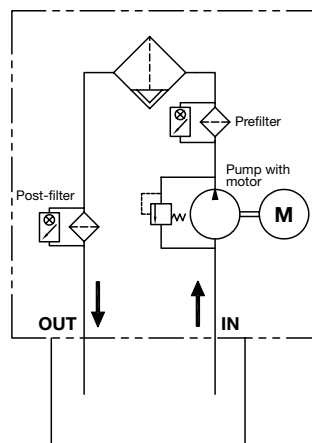 Prefilter
Pump with
motor
M
Post-filter
OUT
IN